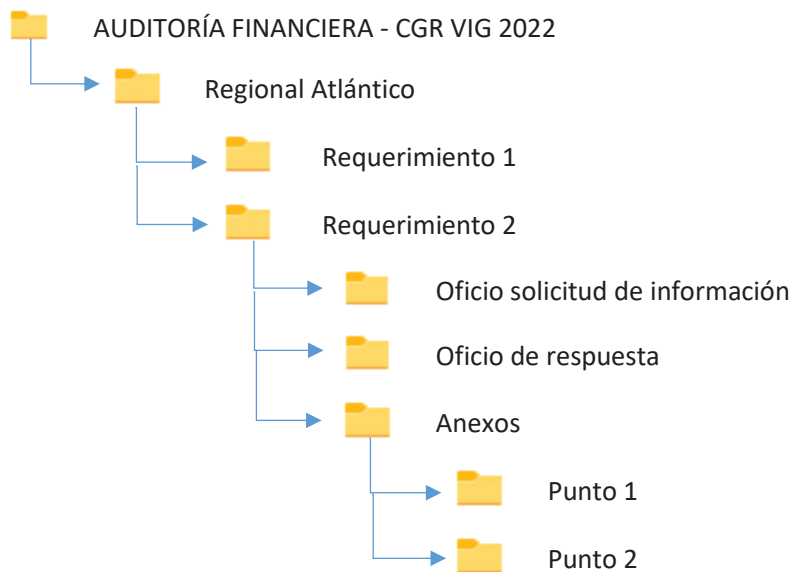 AUDITORÍA FINANCIERA - CGR VIG 2022
Regional Atlántico
Requerimiento 1
Requerimiento 2
Oficio solicitud de información
Oficio de respuesta
Anexos
Punto 1
Punto 2